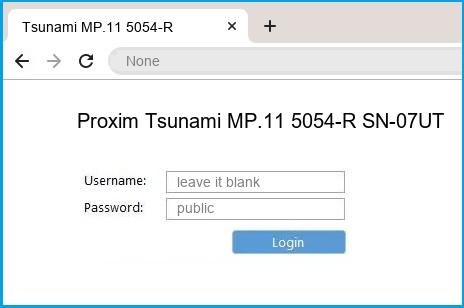 Tsunami MP.11 5054-R
None
Proxim Tsunami MP.11 5054-R SN-07UT
Username: leave it blank
Password: public
Login